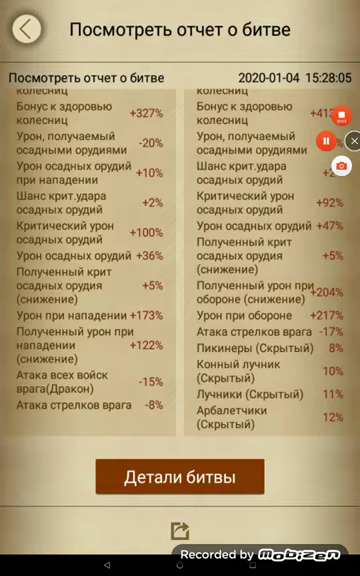 Посмотреть отчет о битве
Посмотреть отчет о битве 2020-01-04 15:28:05
колесниц
Бонус к здоровью +327%
колесниц
Урон, получаемый -20%
осадными орудиями
Урон осадных орудий +10%
при нападении
Шанс крит.удара +2%
осадных орудий
Критический урон +100%
осадных орудий
Урон осадных орудий +36%
Полученный крит
осадных орудия +5%
(снижение)
Урон при нападении +173%
Полученный урон при
нападении +122%
(снижение)
Атака всех войск -15%
врага(Дракон)
Атака стрелков врага -8%
колесниц
Бонус к здоровью
колесниц
Урон, получаемый
осадными орудиями
Шанс крит.удара
осадных орудий
Критический урон +92%
осадных орудий
Урон осадных орудий +47%
Полученный крит
осадных орудия +5%
(снижение)
Полученный урон при +204%
обороне (снижение)
Урон при обороне +217%
Атака стрелков врага -17%
Пикинеры (Скрытый) 8%
Конный лучник 10%
(Скрытый)
Лучники (Скрытый) 11%
Арбалетчики 12%
(Скрытый)
Детали битвы
Recorded by mobizen